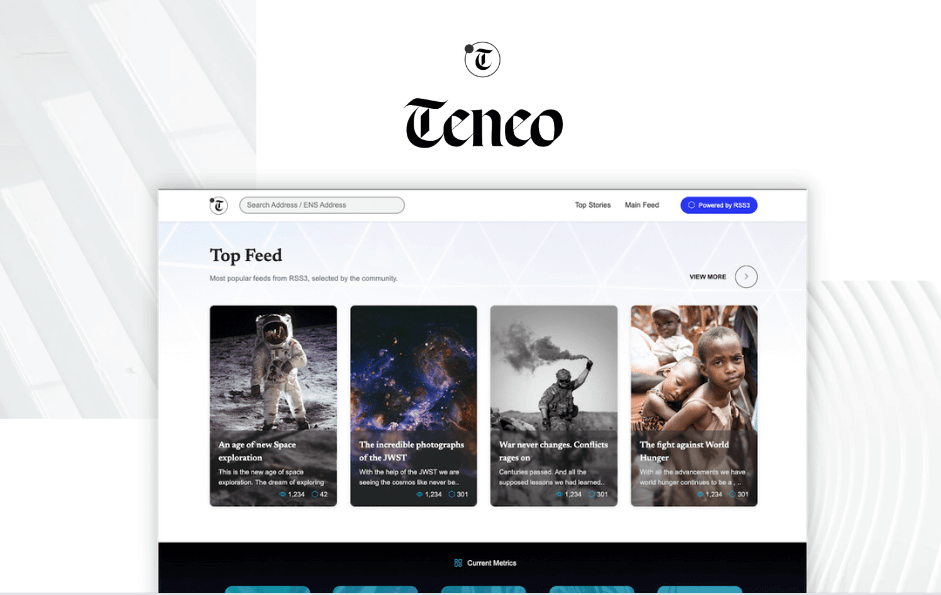 T
Teneo
T
Search Address / ENS Address
Top Stories
Main Feed
Powered by RSS3
Top Feed
Most popular feeds from RSS3, selected by the community.
VIEW MORE
An age of new Space
exploration
This is the new age of space
exploration. The dream of exploring
1,234 42
The incredible photographs
of the JWST
With the help of the JWST we are
seeing the cosmos like never be..
1,234 301
War never changes. Conflicts
rages on
Centuries passed. And all the
supposed lessons we had learned..
1,234 301
The fight against World
Hunger
With all the advancements we have
world hunger continues to be a , ..
1,234 301
Current Metrics